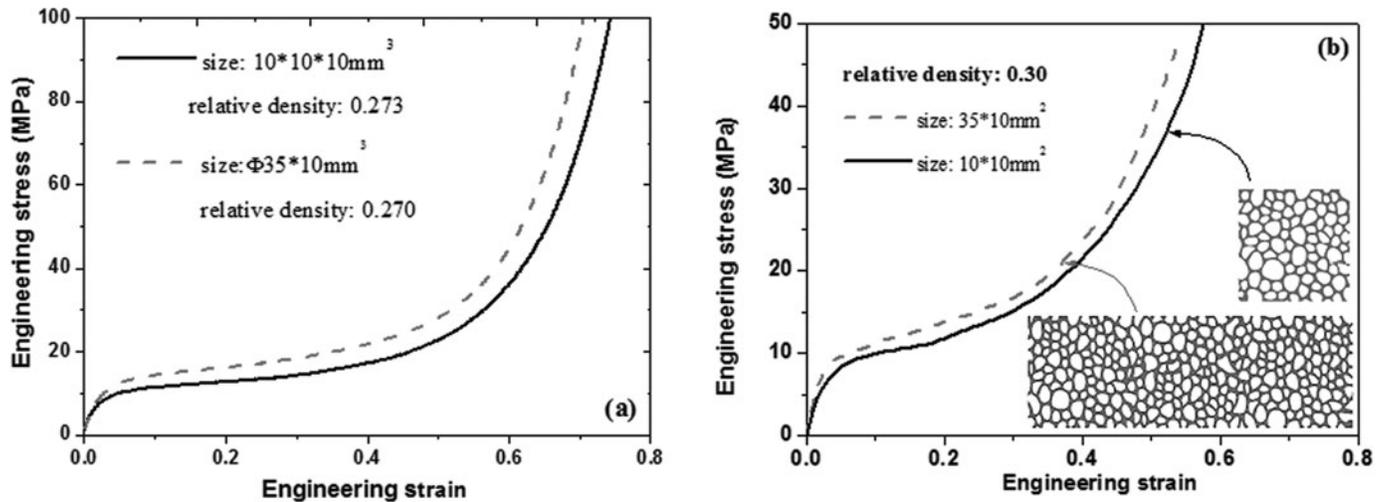 100
80
60
40
20
0
Engineering stress (MPa)
size: 10*10*10mm³
relative density: 0.273
size:Φ35*10mm³
relative density: 0.270
(a)
0.0 0.2 0.4 0.6 0.8
Engineering strain
50
40
30
20
10
0
Engineering stress (MPa)
(b)
relative density: 0.30
size: 35*10mm²
size: 10*10mm²
0.0 0.2 0.4 0.6 0.8
Engineering strain